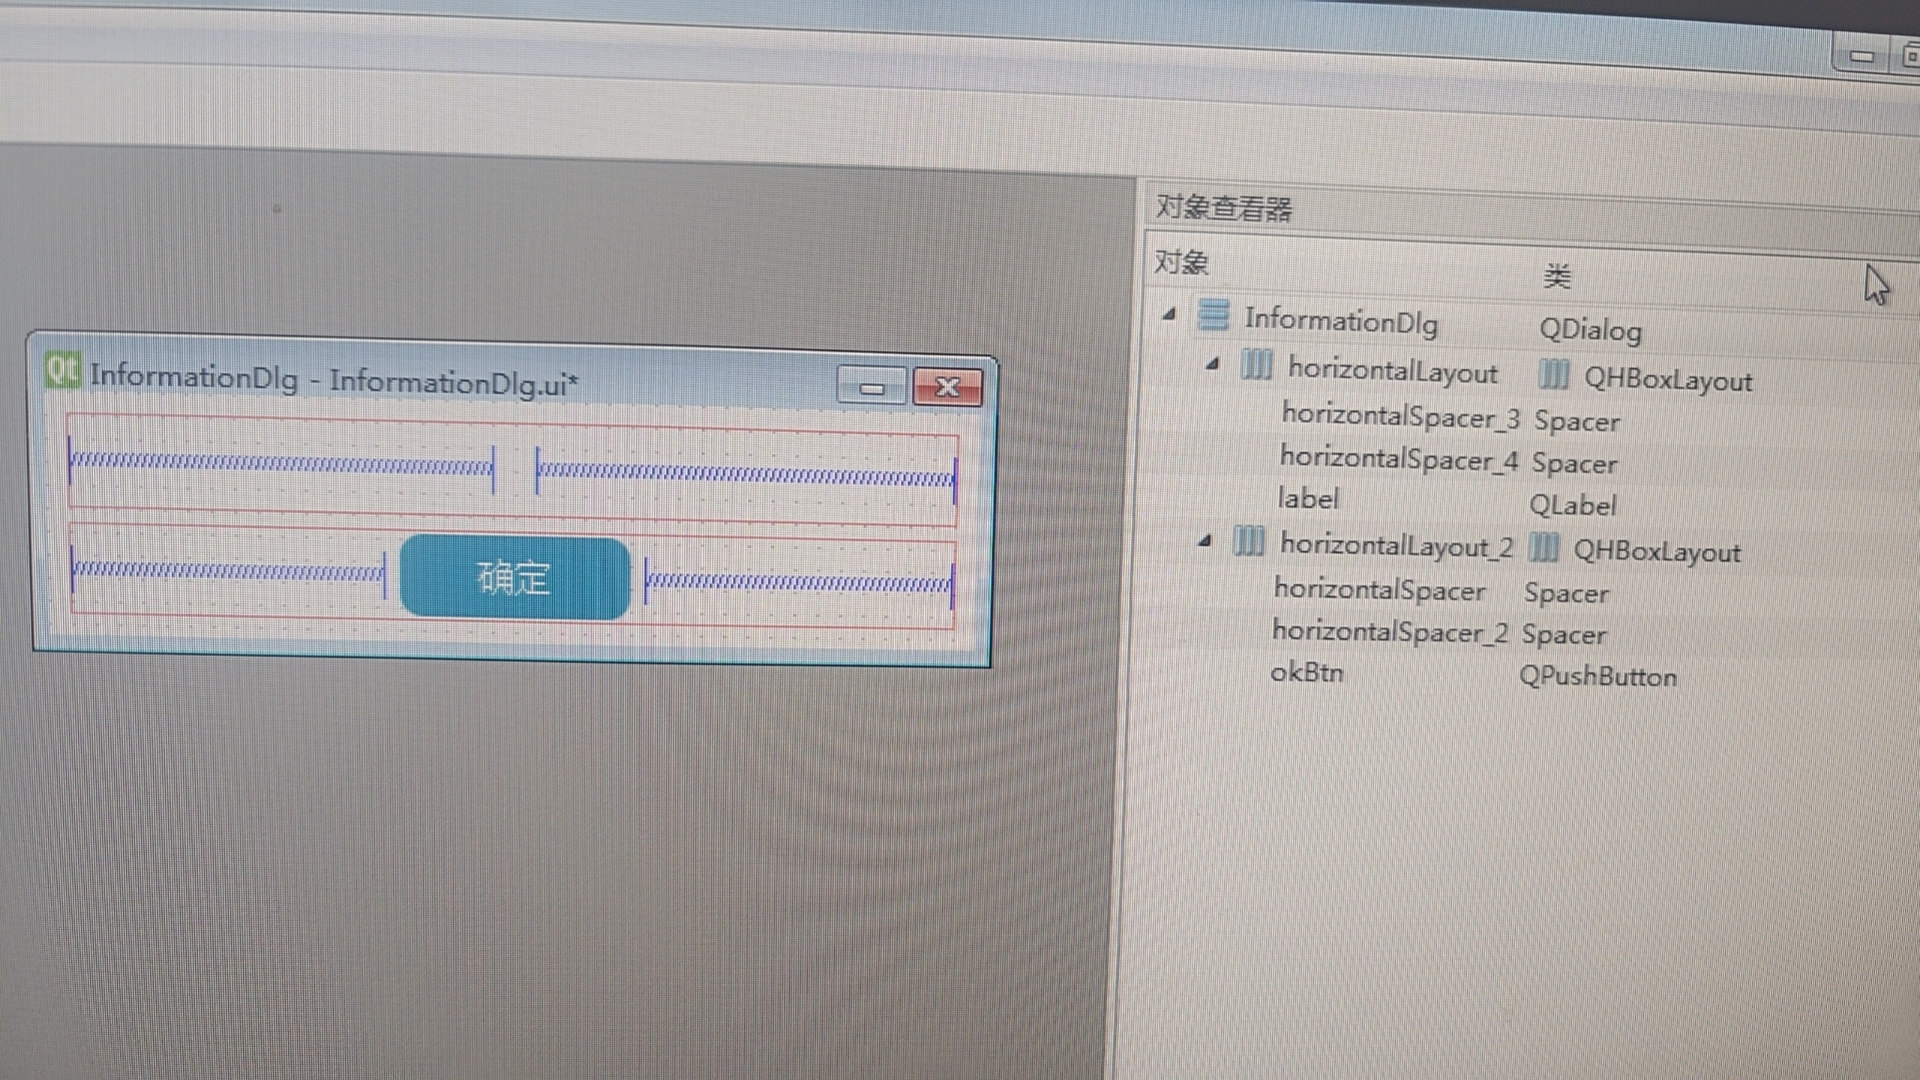 对象查看器
对象 类
InformationDlg QDialog
horizontalLayout QHBoxLayout
horizontalSpacer_3 Spacer
horizontalSpacer_4 Spacer
label QLabel
horizontalLayout_2 QHBoxLayout
horizontalSpacer Spacer
horizontalSpacer_2 Spacer
okBtn QPushButton
Qt InformationDlg - InformationDlg.ui*
确定